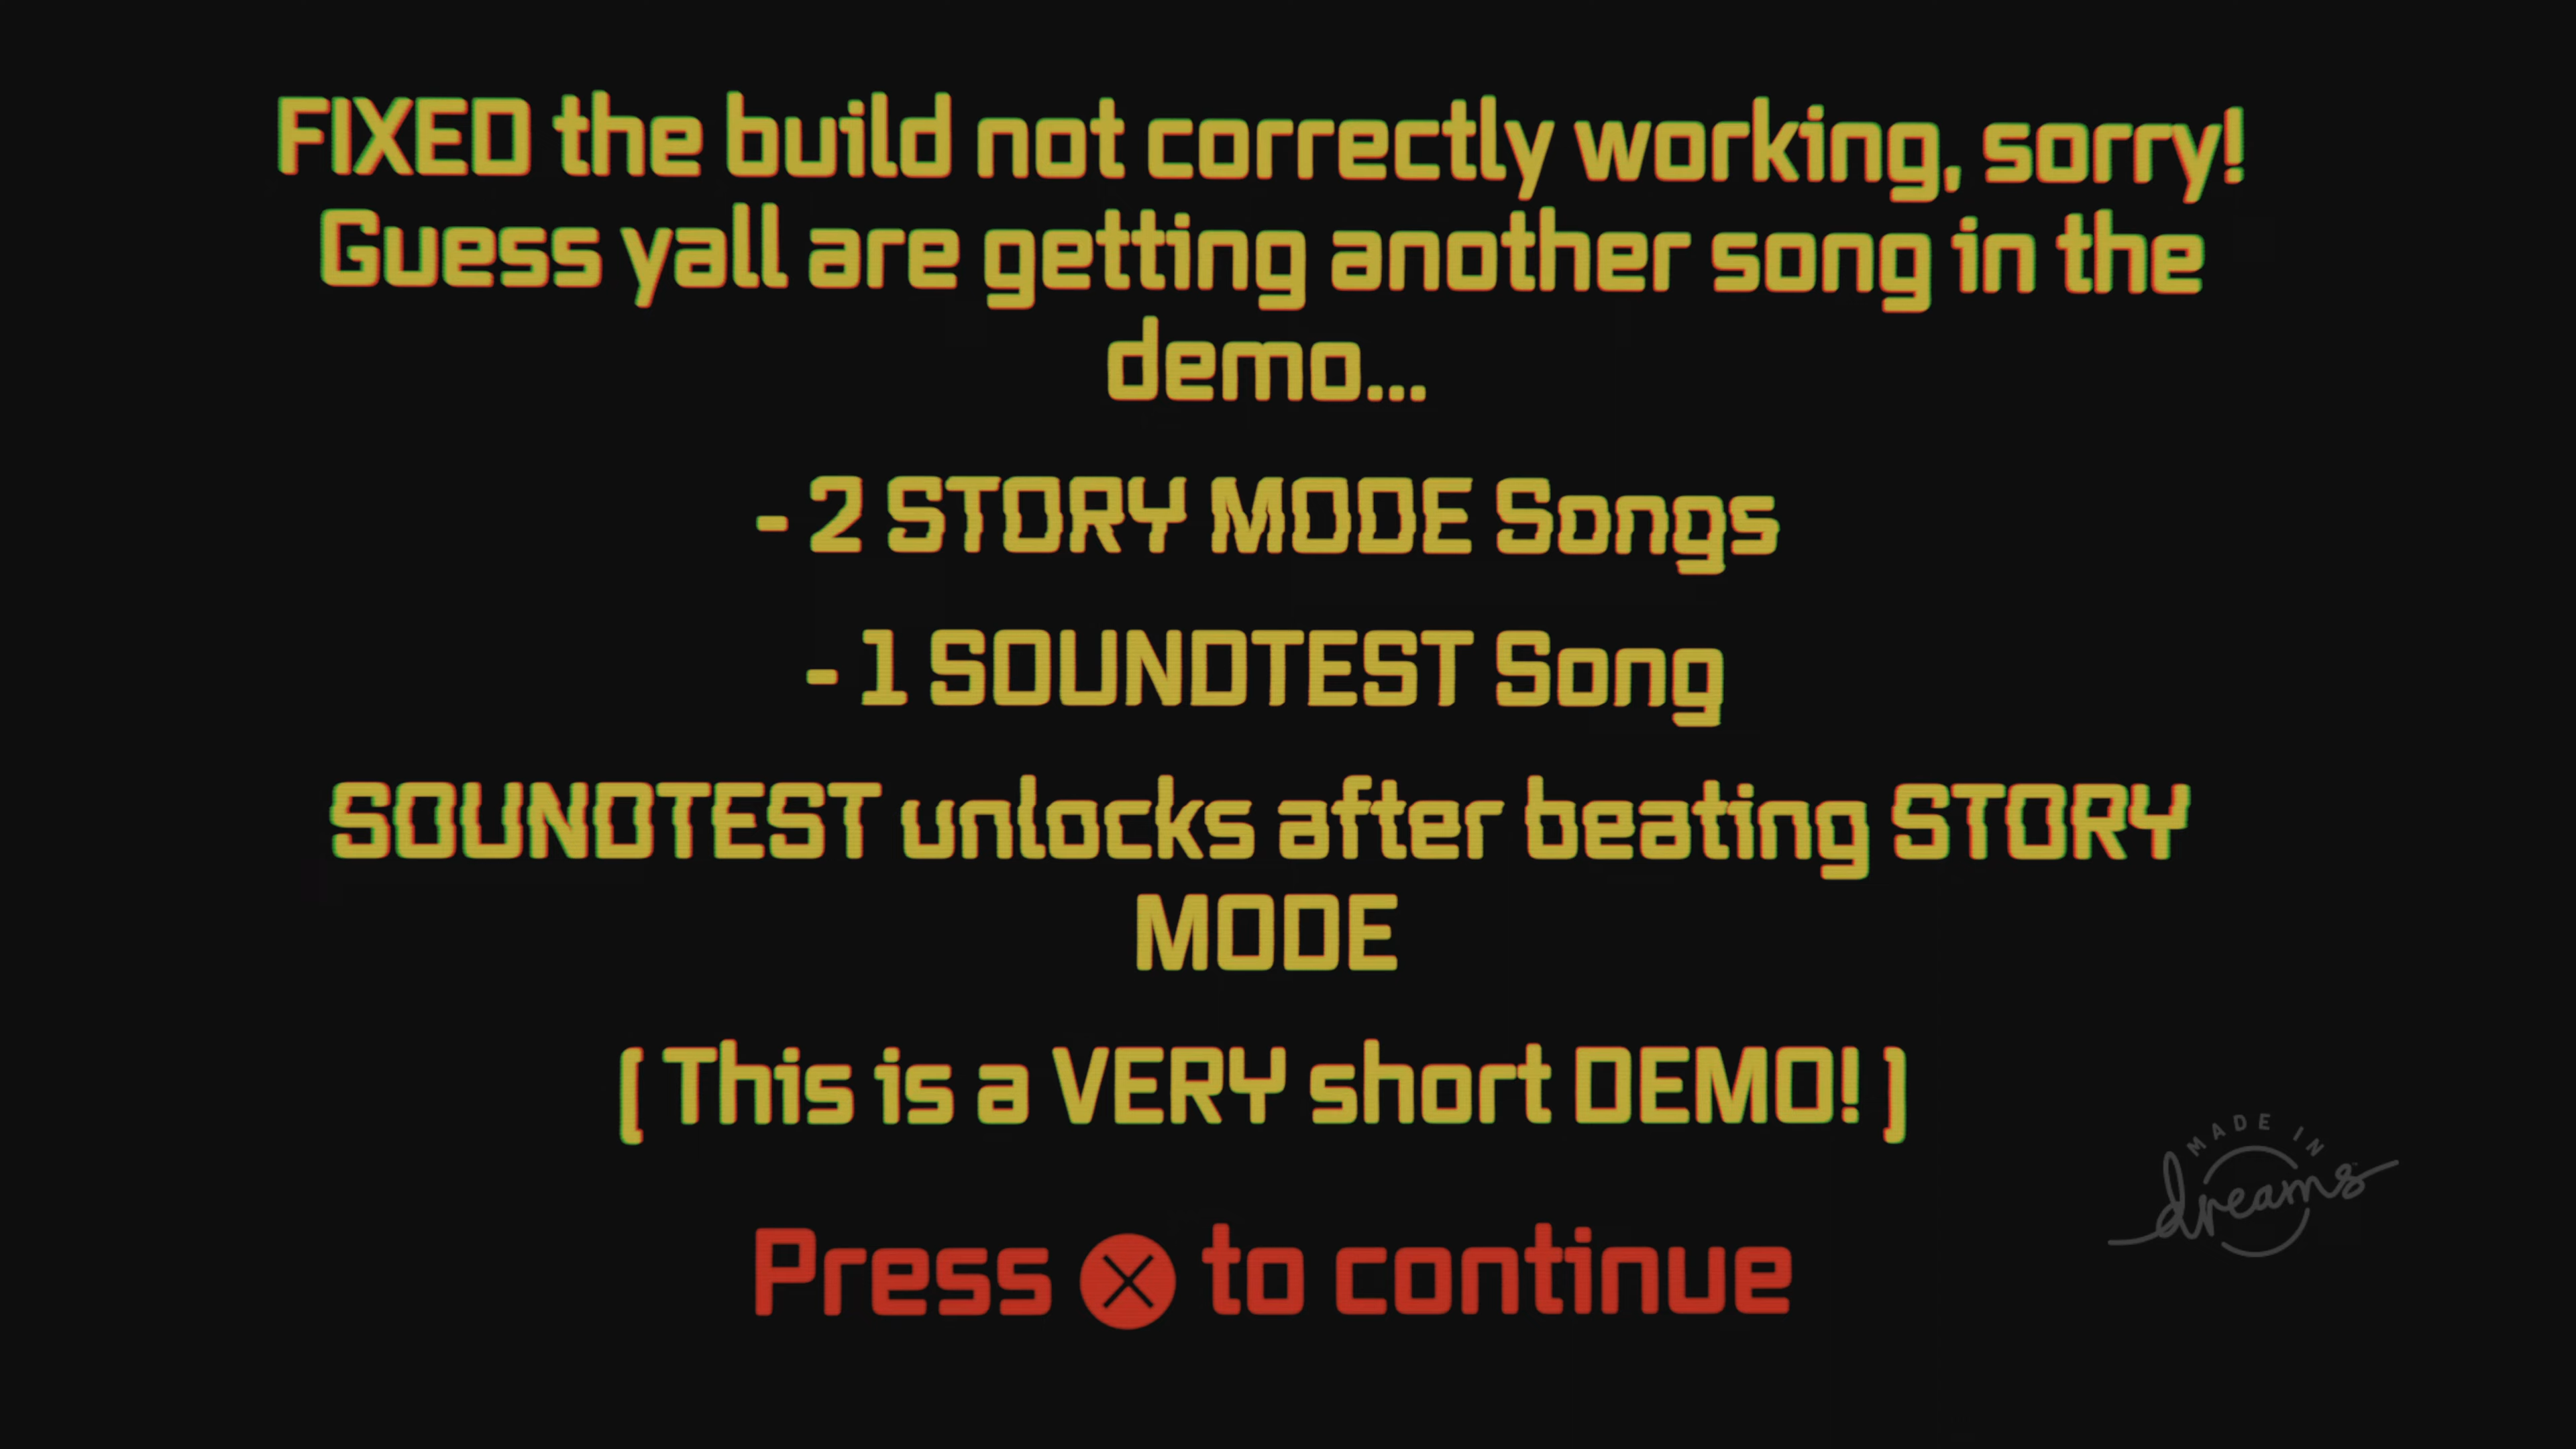 FIXED the build not correctly working, sorry!
Guess yall are getting another song in the
demo...
- 2 STORY MODE Songs
- 1 SOUNDTEST Song
SOUNDTEST unlocks after beating STORY
MODE
( This is a VERY short DEMO! )
MADE IN
dreams
Press ⓧ to continue